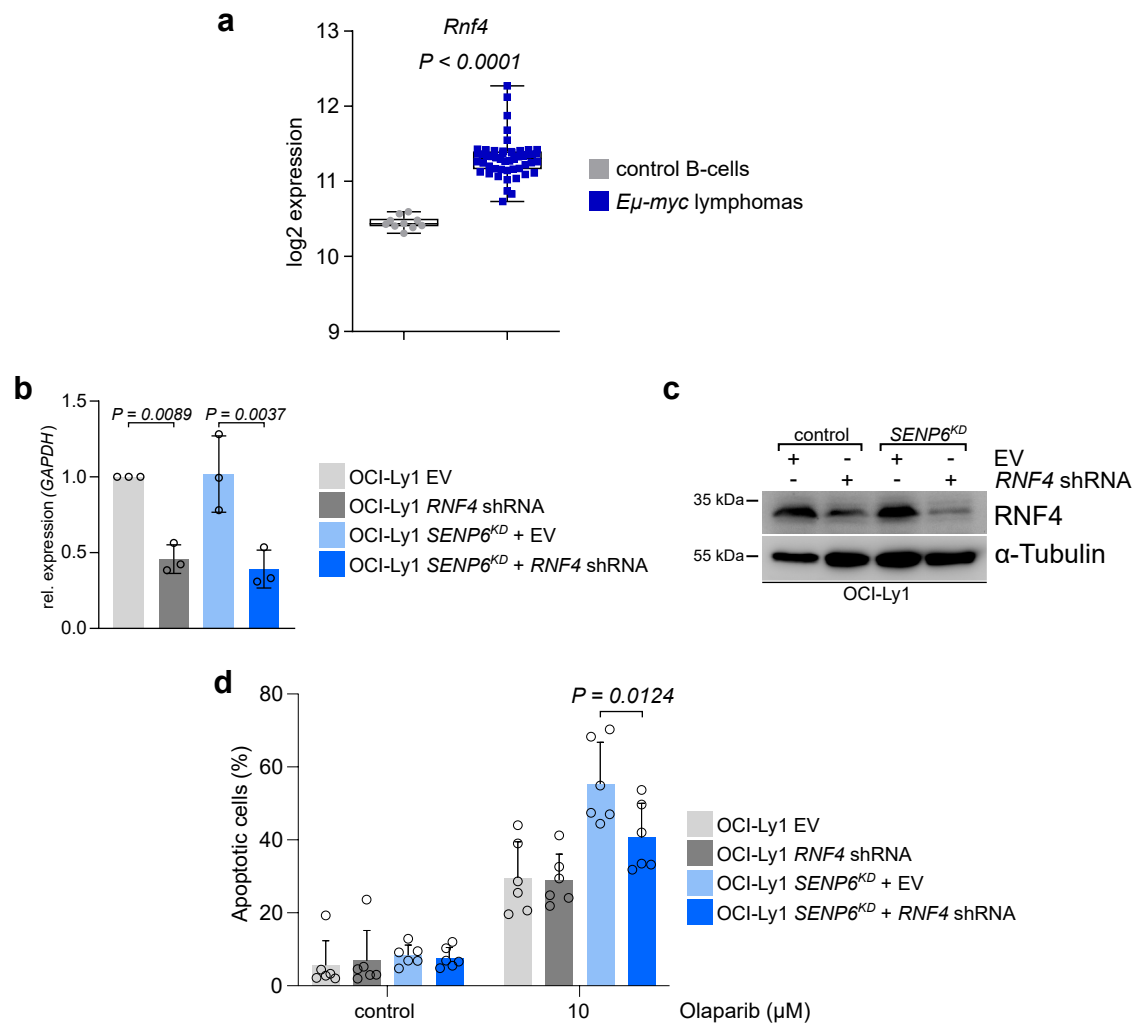 a
Rnf4
P < 0.0001
13
12
11
10
9
log2 expression
control B-cells
Eµ-myc lymphomas
b
1.5
1.0
0.5
0.0
rel. expression (GAPDH)
P = 0.0089
P = 0.0037
OCI-Ly1 EV
OCI-Ly1 RNF4 shRNA
OCI-Ly1 SENP6KD + EV
OCI-Ly1 SENP6KD + RNF4 shRNA
c
control SENP6KD
+ - + - EV
- + - + RNF4 shRNA
35 kDa RNF4
55 kDa α-Tubulin
OCI-Ly1
d
80
60
40
20
0
Apoptotic cells (%)
P = 0.0124
control 10 Olaparib (µM)
OCI-Ly1 EV
OCI-Ly1 RNF4 shRNA
OCI-Ly1 SENP6KD + EV
OCI-Ly1 SENP6KD + RNF4 shRNA